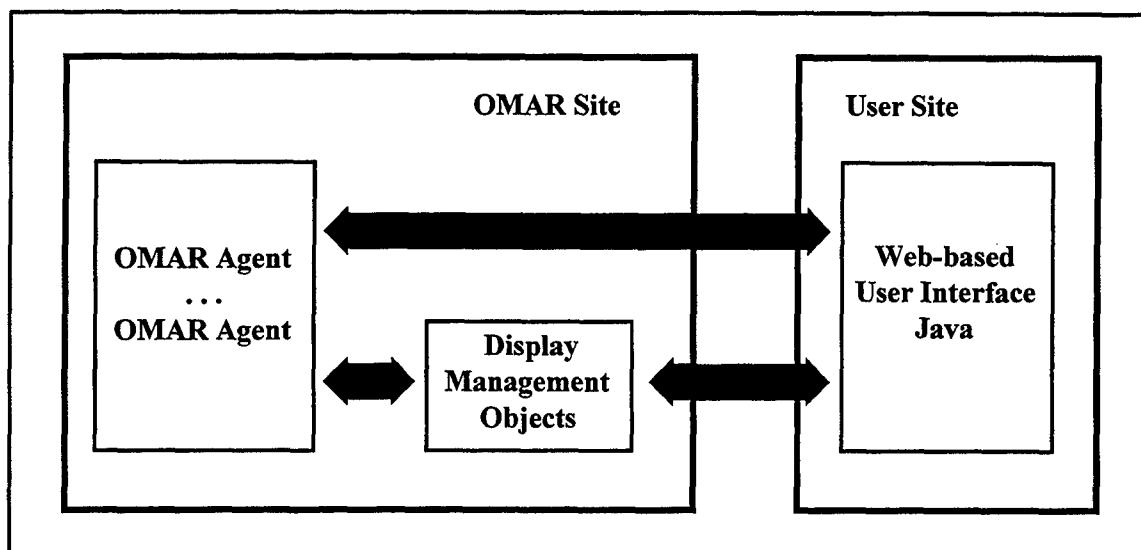 OMAR Site
User Site
OMAR Agent
...
OMAR Agent
Display
Management
Objects
Web-based
User Interface
Java